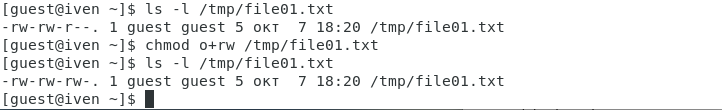 [guest@iven ~]$ ls -l /tmp/file01.txt
-rw-rw-r--. 1 guest guest 5 окт  7 18:20 /tmp/file01.txt
[guest@iven ~]$ chmod o+rw /tmp/file01.txt
[guest@iven ~]$ ls -l /tmp/file01.txt
-rw-rw-rw-. 1 guest guest 5 окт  7 18:20 /tmp/file01.txt
[guest@iven ~]$